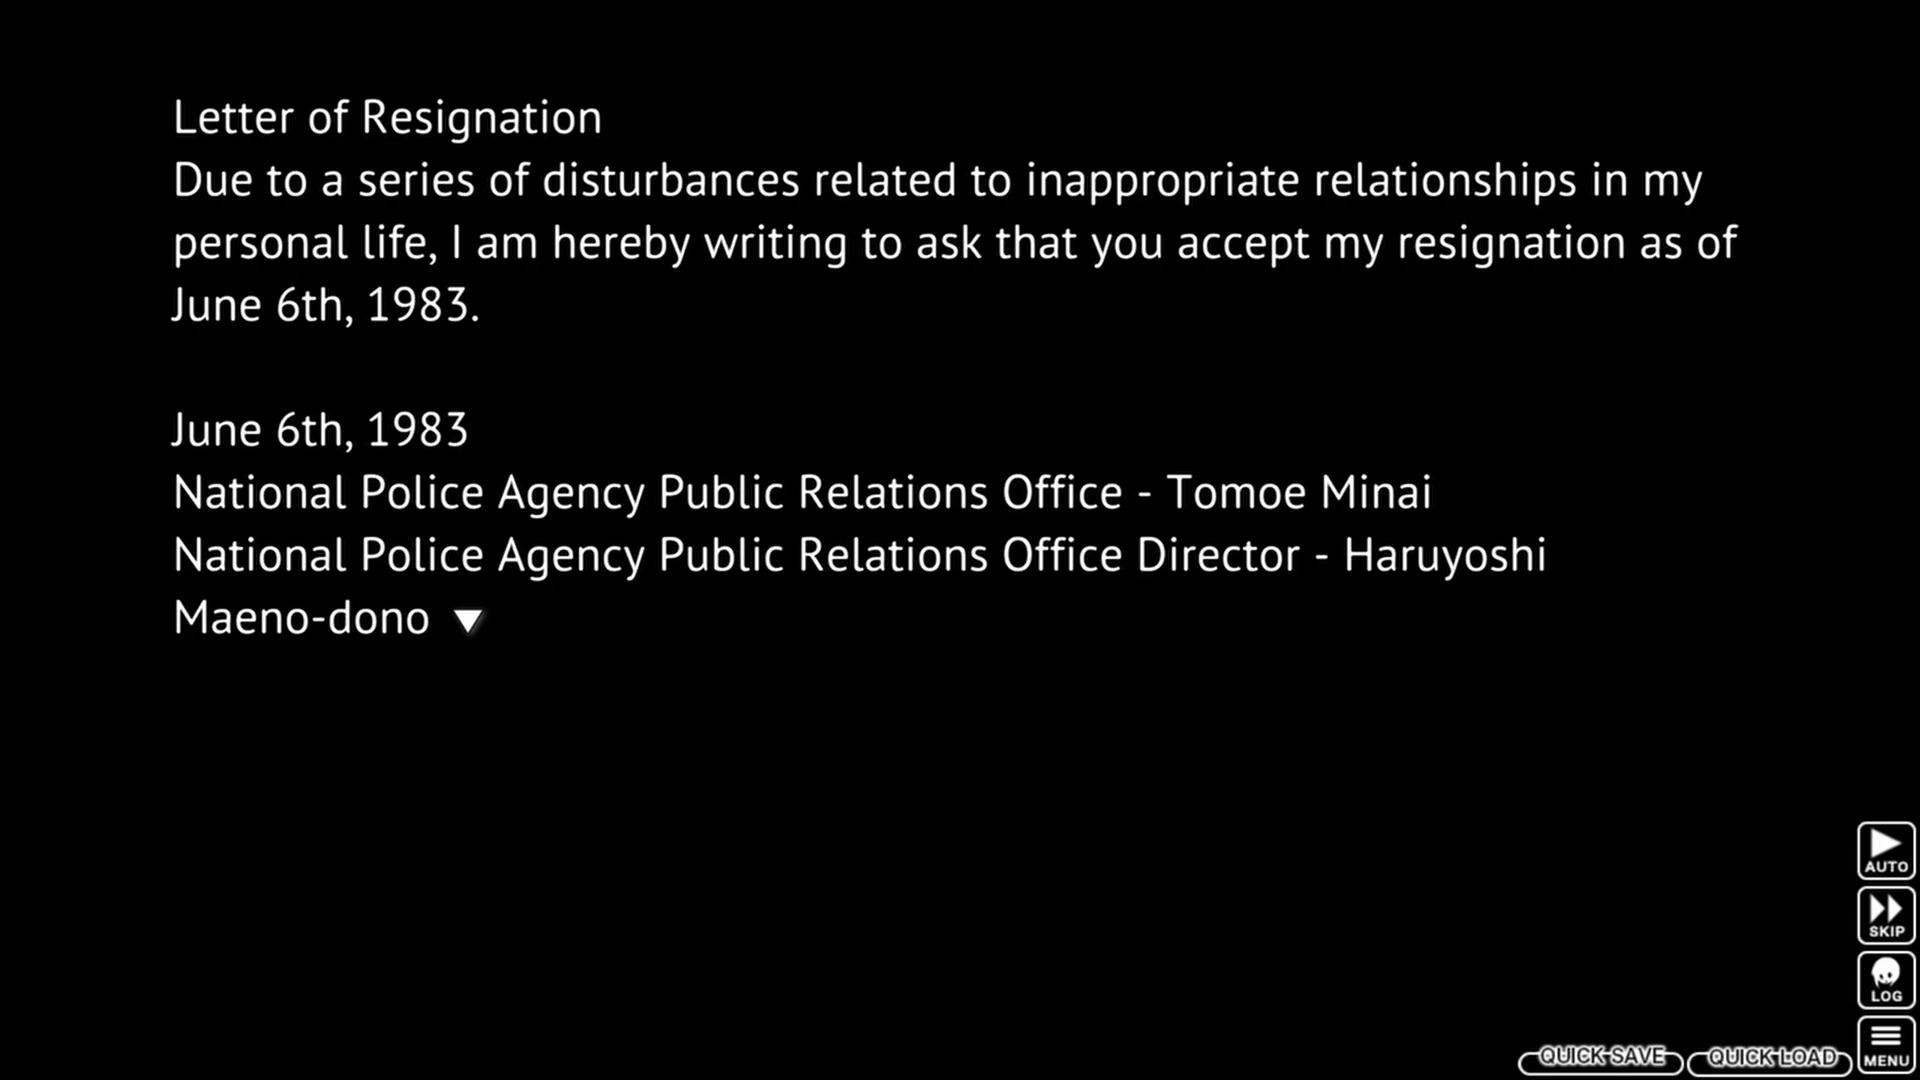 Letter of Resignation
Due to a series of disturbances related to inappropriate relationships in my
personal life, I am hereby writing to ask that you accept my resignation as of
June 6th, 1983.
June 6th, 1983
National Police Agency Public Relations Office - Tomoe Minai
National Police Agency Public Relations Office Director - Haruyoshi
Maeno-dono
AUTO
SKIP
LOG
MENU
QUICK SAVE
QUICK LOAD